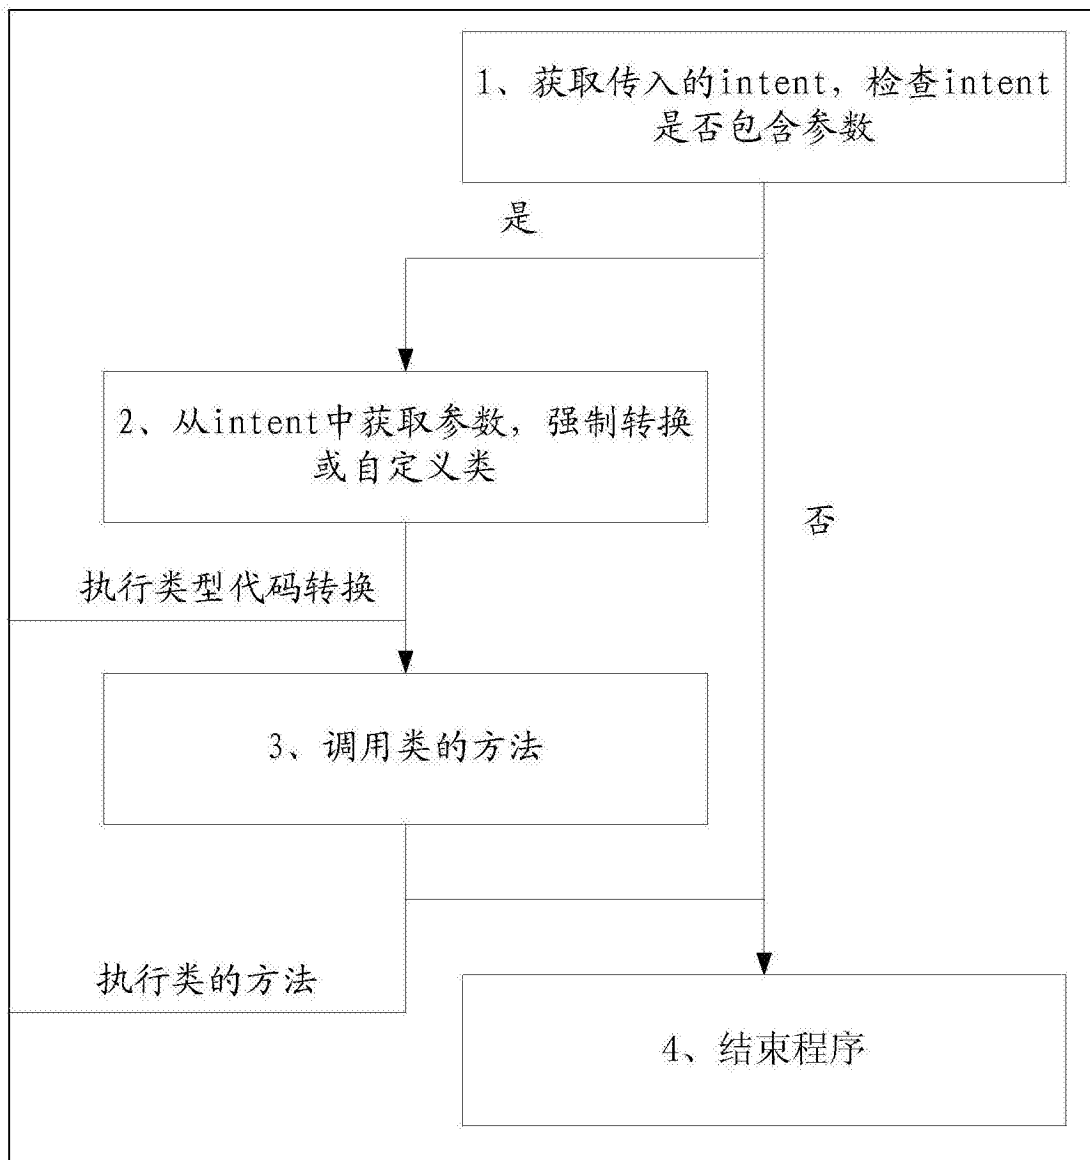 1、获取传入的intent，检查intent
是否包含参数
是
2、从intent中获取参数，强制转换
或自定义类
否
执行类型代码转换
3、调用类的方法
执行类的方法
4、结束程序